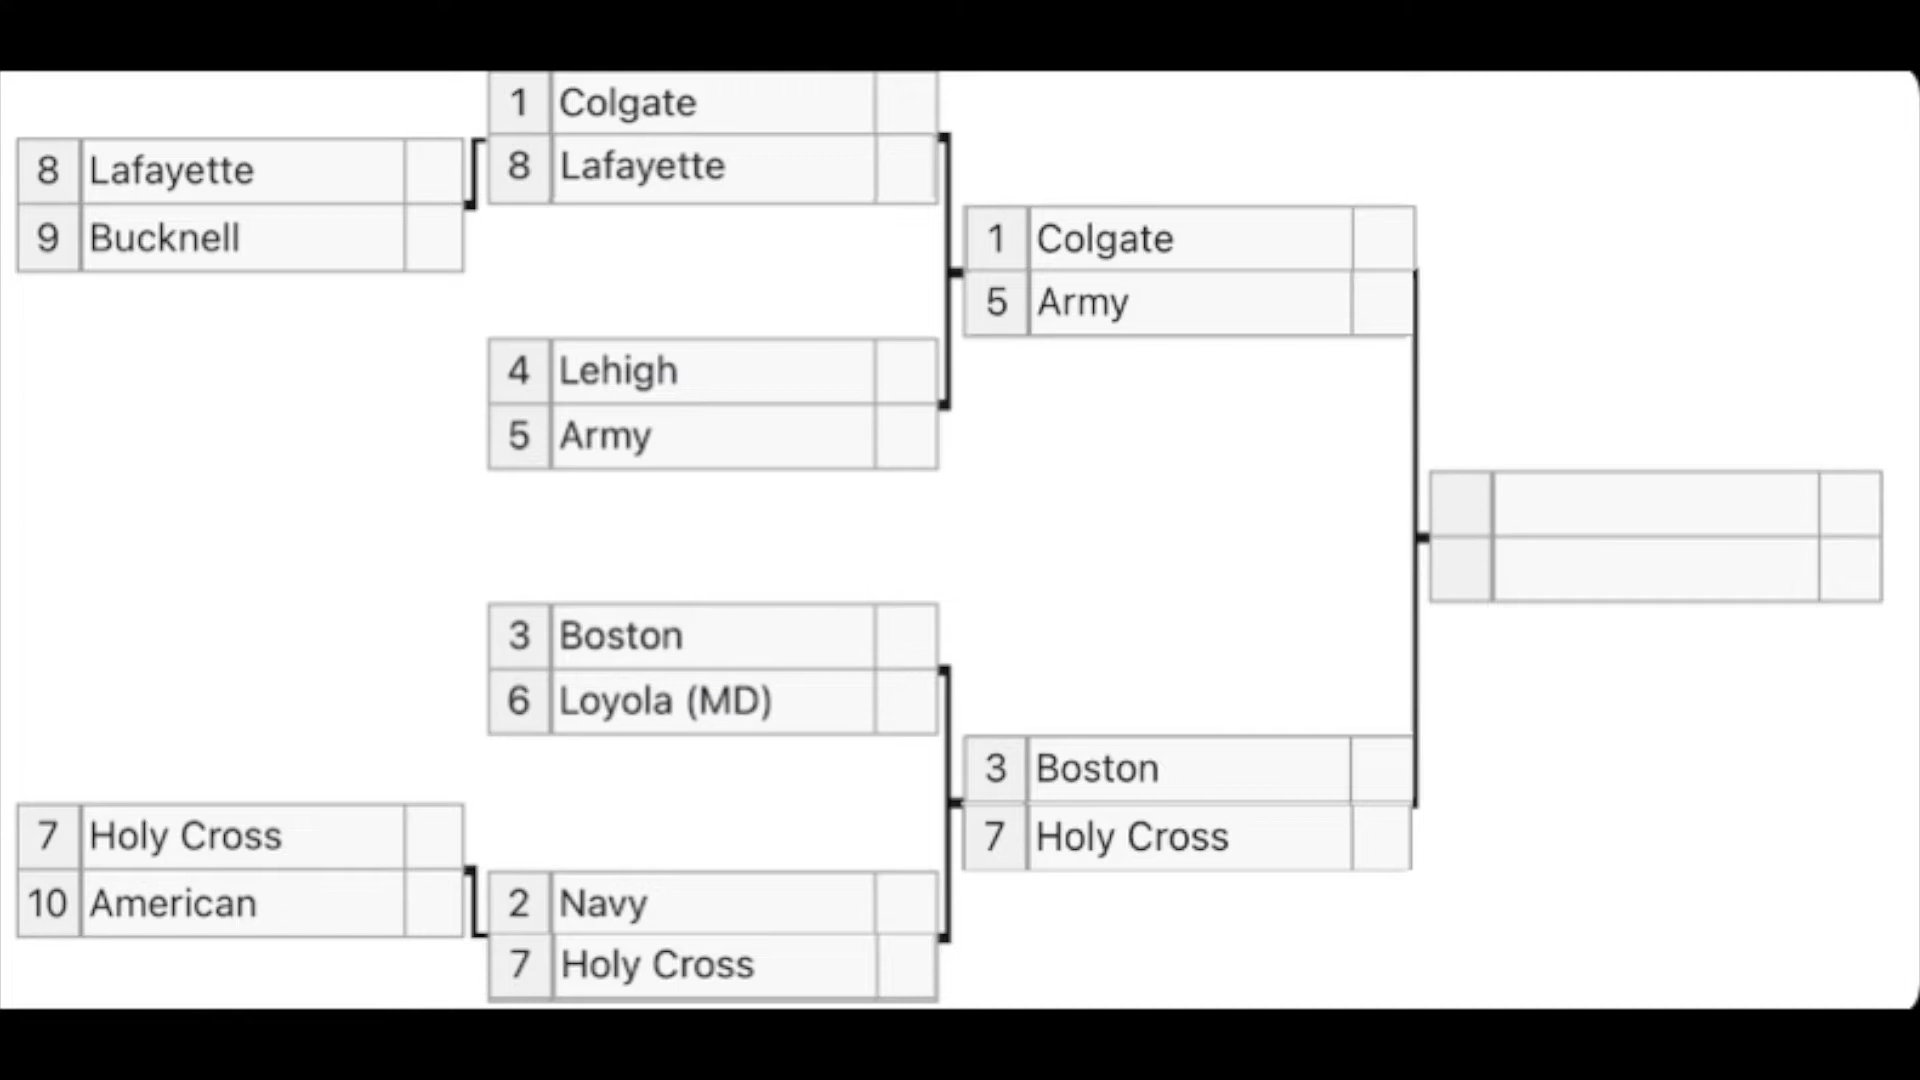 8 Lafayette
9 Bucknell
7 Holy Cross
10 American
1 Colgate
8 Lafayette
4 Lehigh
5 Army
3 Boston
6 Loyola (MD)
2 Navy
7 Holy Cross
1 Colgate
5 Army
3 Boston
7 Holy Cross